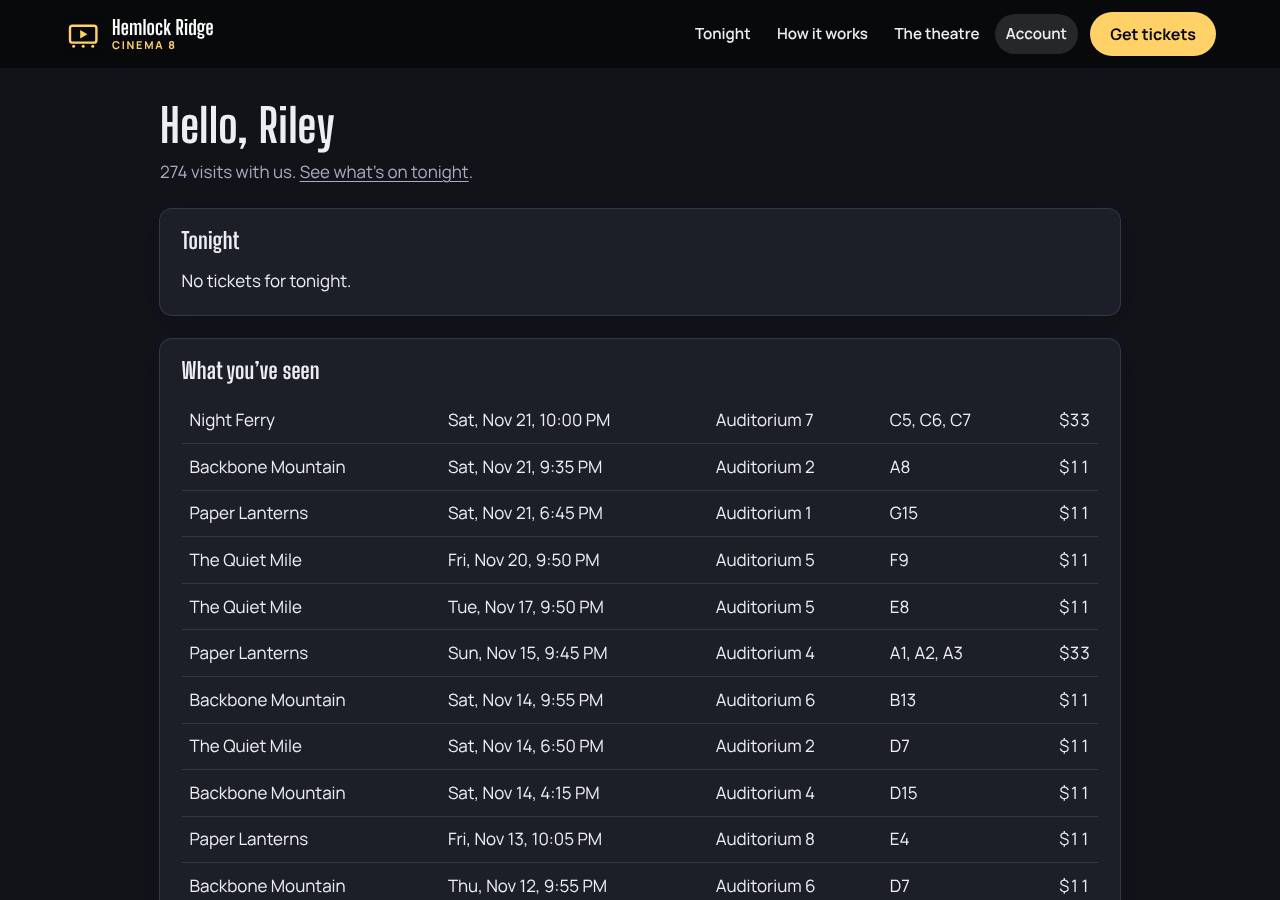 Hemlock Ridge
CINEMA 8
Tonight How it works The theatre Account Get tickets
Hello, Riley
274 visits with us. See what's on tonight.
Tonight
No tickets for tonight.
What you’ve seen
Night Ferry Sat, Nov 21, 10:00 PM Auditorium 7 C5, C6, C7 $33
Backbone Mountain Sat, Nov 21, 9:35 PM Auditorium 2 A8 $11
Paper Lanterns Sat, Nov 21, 6:45 PM Auditorium 1 G15 $11
The Quiet Mile Fri, Nov 20, 9:50 PM Auditorium 5 F9 $11
The Quiet Mile Tue, Nov 17, 9:50 PM Auditorium 5 E8 $11
Paper Lanterns Sun, Nov 15, 9:45 PM Auditorium 4 A1, A2, A3 $33
Backbone Mountain Sat, Nov 14, 9:55 PM Auditorium 6 B13 $11
The Quiet Mile Sat, Nov 14, 6:50 PM Auditorium 2 D7 $11
Backbone Mountain Sat, Nov 14, 4:15 PM Auditorium 4 D15 $11
Paper Lanterns Fri, Nov 13, 10:05 PM Auditorium 8 E4 $11
Backbone Mountain Thu, Nov 12, 9:55 PM Auditorium 6 D7 $11